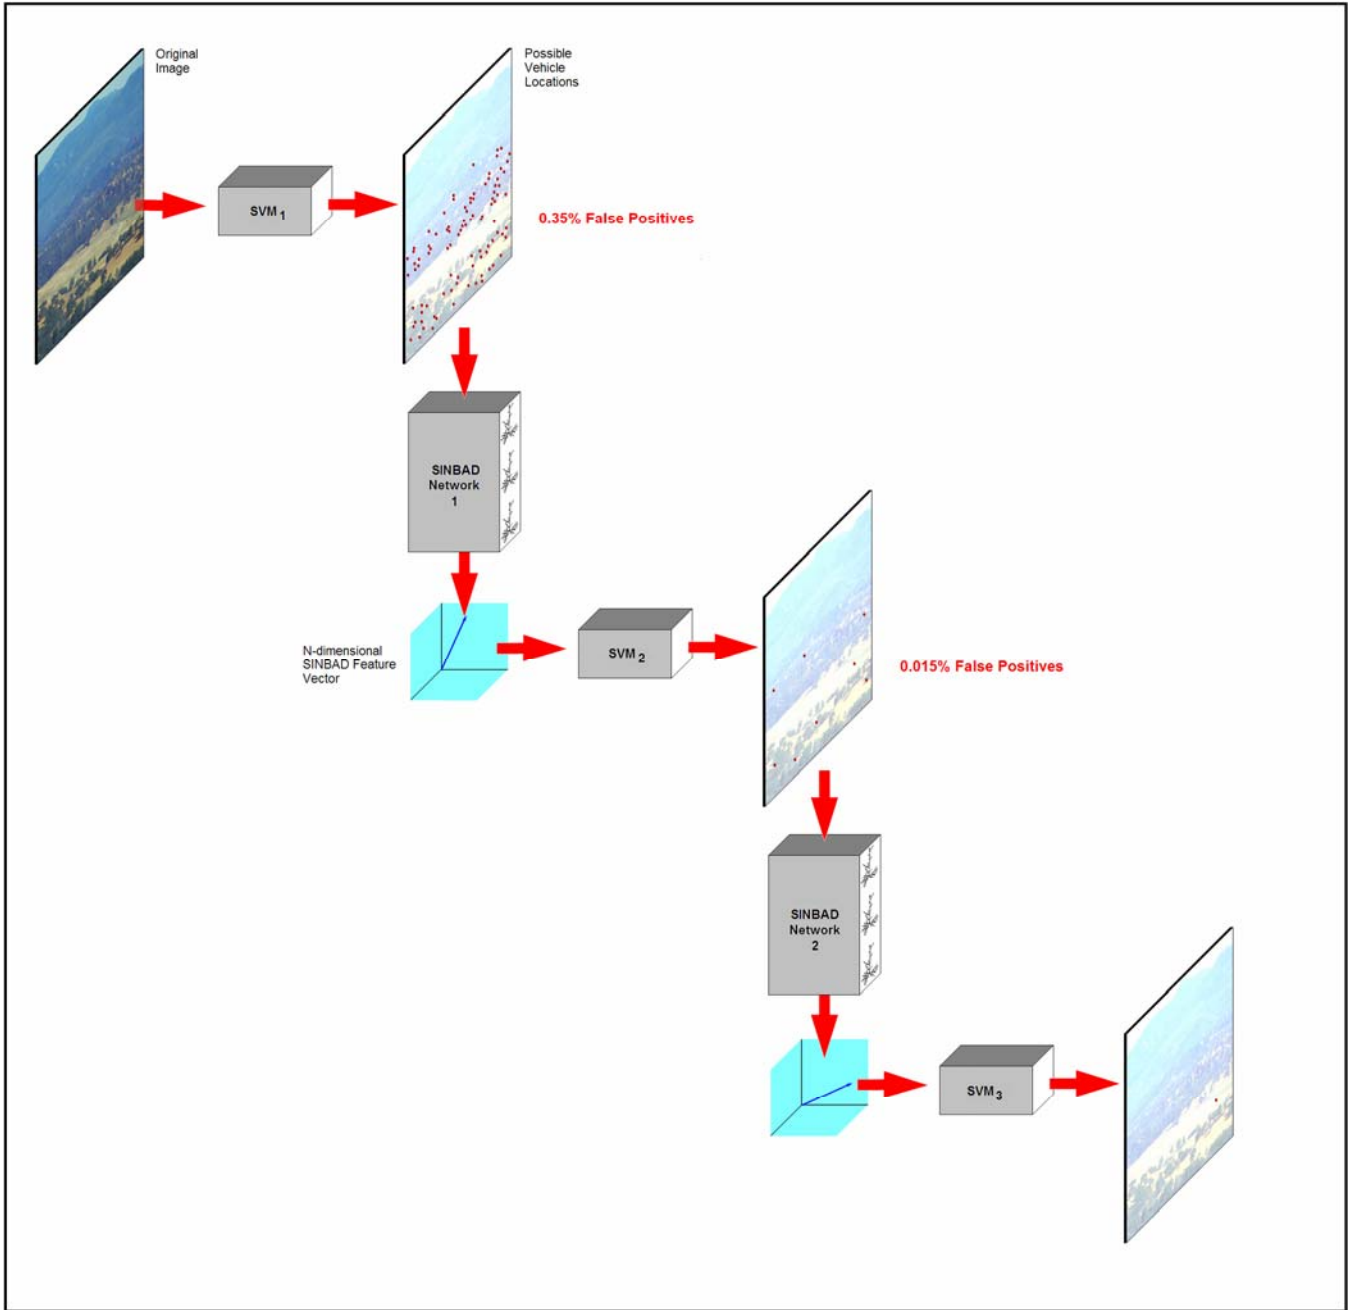 Original
Image
Possible
Vehicle
Locations
SVM 1
0.35% False Positives
SINBAD
Network
1
N-dimensional
SINBAD Feature
Vector
SVM 2
0.015% False Positives
SINBAD
Network
2
SVM 3